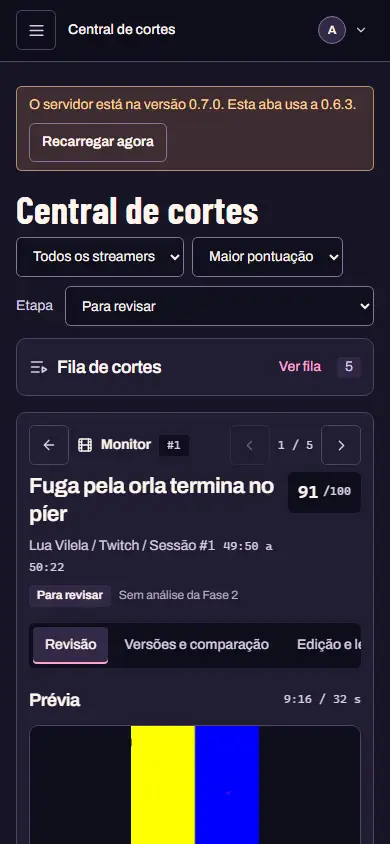 Central de cortes
A
O servidor está na versão 0.7.0. Esta aba usa a 0.6.3.
Recarregar agora
Central de cortes
Todos os streamers
Maior pontuação
Etapa
Para revisar
Fila de cortes
Ver fila
5
Monitor
#1
1 / 5
Fuga pela orla termina no
píer
91 /100
Lua Vilela / Twitch / Sessão #1 49:50 a
50:22
Para revisar
Sem análise da Fase 2
Revisão
Versões e comparação
Edição e le
Prévia
9:16 / 32 s